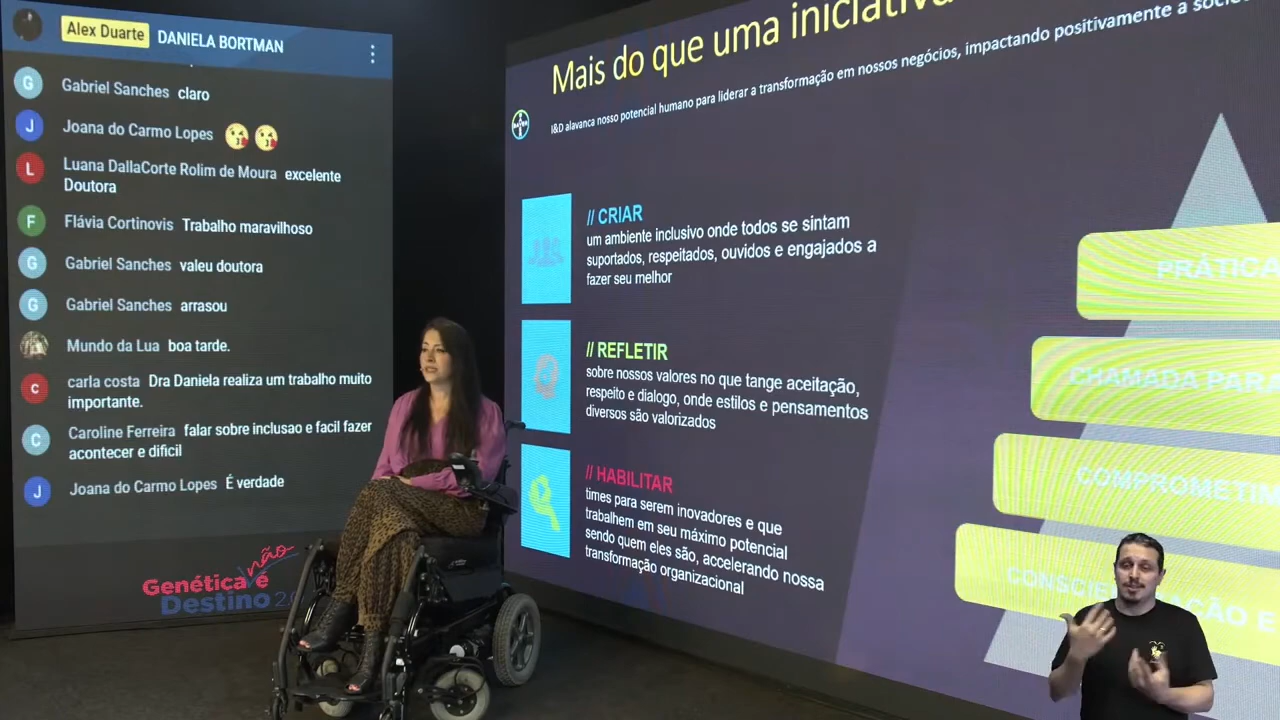 Alex Duarte DANIELA BORTMAN
G Gabriel Sanches claro
J Joana do Carmo Lopes
L Luana DallaCorte Rolim de Moura excelente
Doutora
F Flávia Cortinovis Trabalho maravilhoso
G Gabriel Sanches valeu doutora
G Gabriel Sanches arrasou
Mundo da Lua boa tarde.
c carla costa Dra Daniela realiza um trabalho muito
importante.
C Caroline Ferreira falar sobre inclusao e facil fazer
acontecer e dificil
J Joana do Carmo Lopes É verdade
não
Genética é
Destino 2.
Mais do que uma iniciativa
I&D alavanca nosso potencial humano para liderar a transformação em nossos negócios, impactando positivamente a socie
BAYER
// CRIAR
um ambiente inclusivo onde todos se sintam
suportados, respeitados, ouvidos e engajados a
fazer seu melhor
// REFLETIR
sobre nossos valores no que tange aceitação,
respeito e dialogo, onde estilos e pensamentos
diversos são valorizados
// HABILITAR
times para serem inovadores e que
trabalhem em seu máximo potencial
sendo quem eles são, acelerando nossa
transformação organizacional
PRÁTICA
CHAMADA PARA
COMPROMETIM